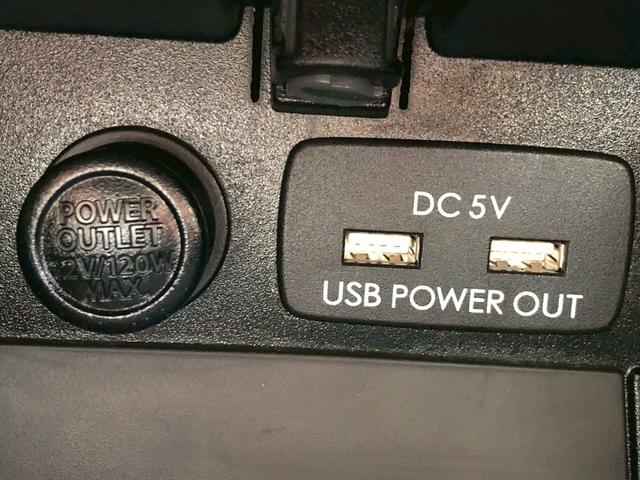 POWER
OUTLET
12V/120W
MAX
DC 5V
USB POWER OUT